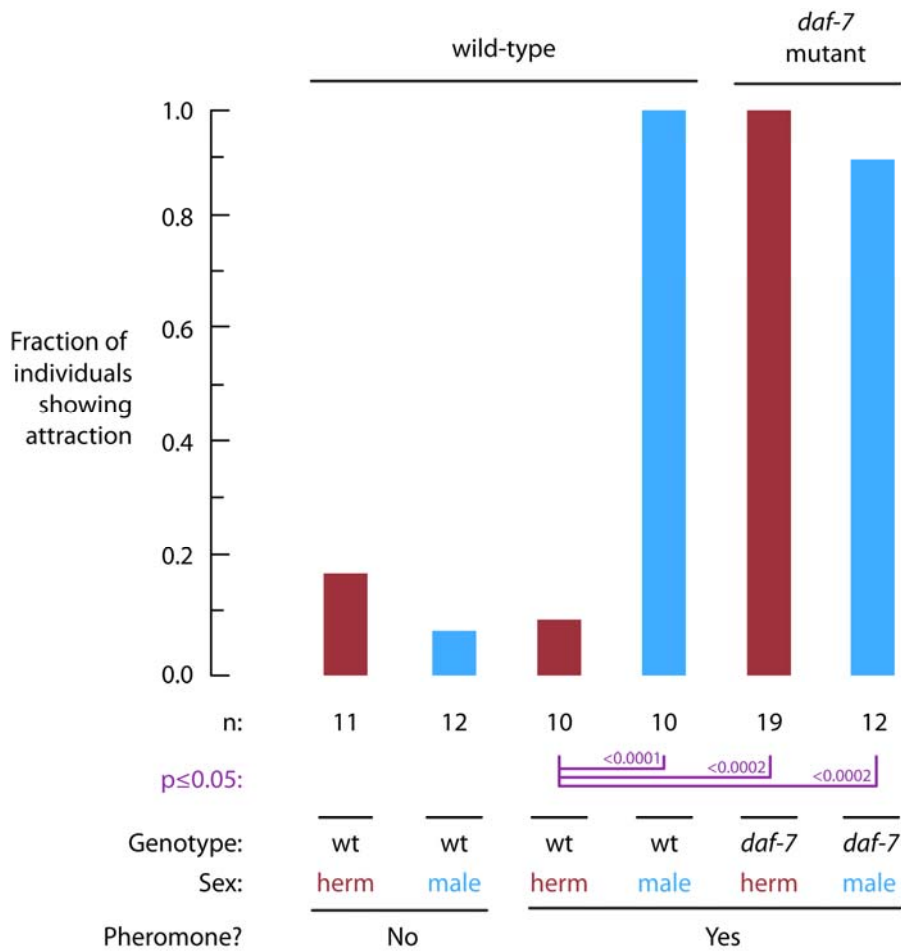 wild-type
daf-7
mutant
1.0
0.8
0.6
0.4
0.2
0.0
Fraction of
individuals
showing
attraction
n: 11 12 10 10 19 12
p≤0.05: <0.0001 <0.0002 <0.0002
Genotype: wt wt wt wt daf-7 daf-7
Sex: herm male herm male herm male
Pheromone? No Yes